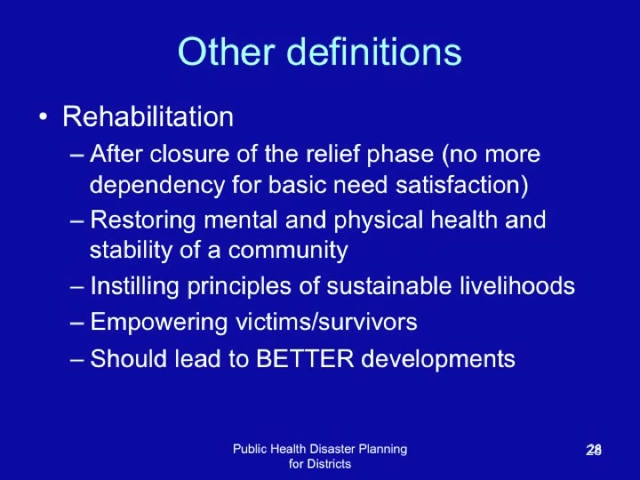 Other definitions
• Rehabilitation
– After closure of the relief phase (no more
dependency for basic need satisfaction)
– Restoring mental and physical health and
stability of a community
– Instilling principles of sustainable livelihoods
– Empowering victims/survivors
– Should lead to BETTER developments
Public Health Disaster Planning
for Districts